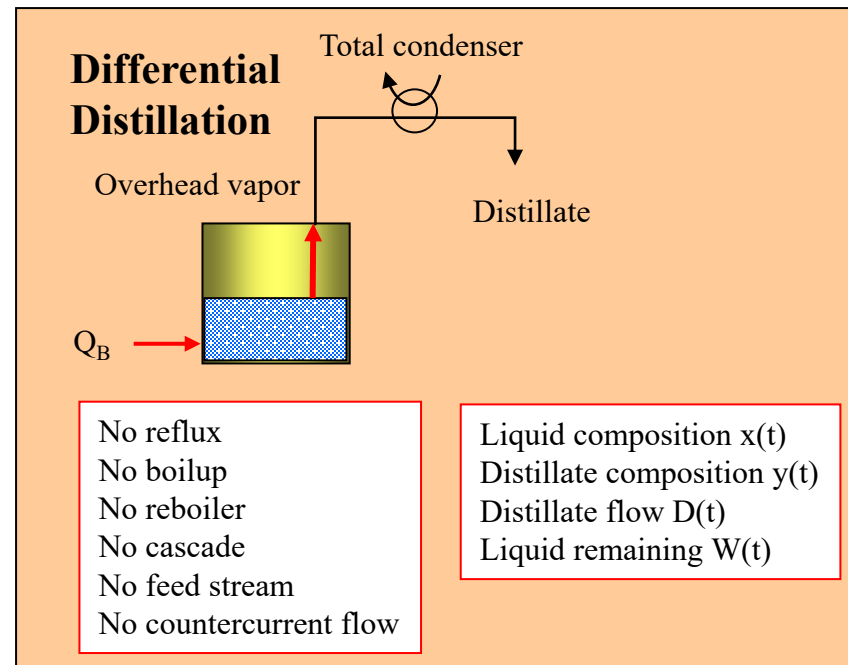 Differential
Distillation
Total condenser
Overhead vapor
Distillate
Q_B
No reflux
No boilup
No reboiler
No cascade
No feed stream
No countercurrent flow
Liquid composition x(t)
Distillate composition y(t)
Distillate flow D(t)
Liquid remaining W(t)